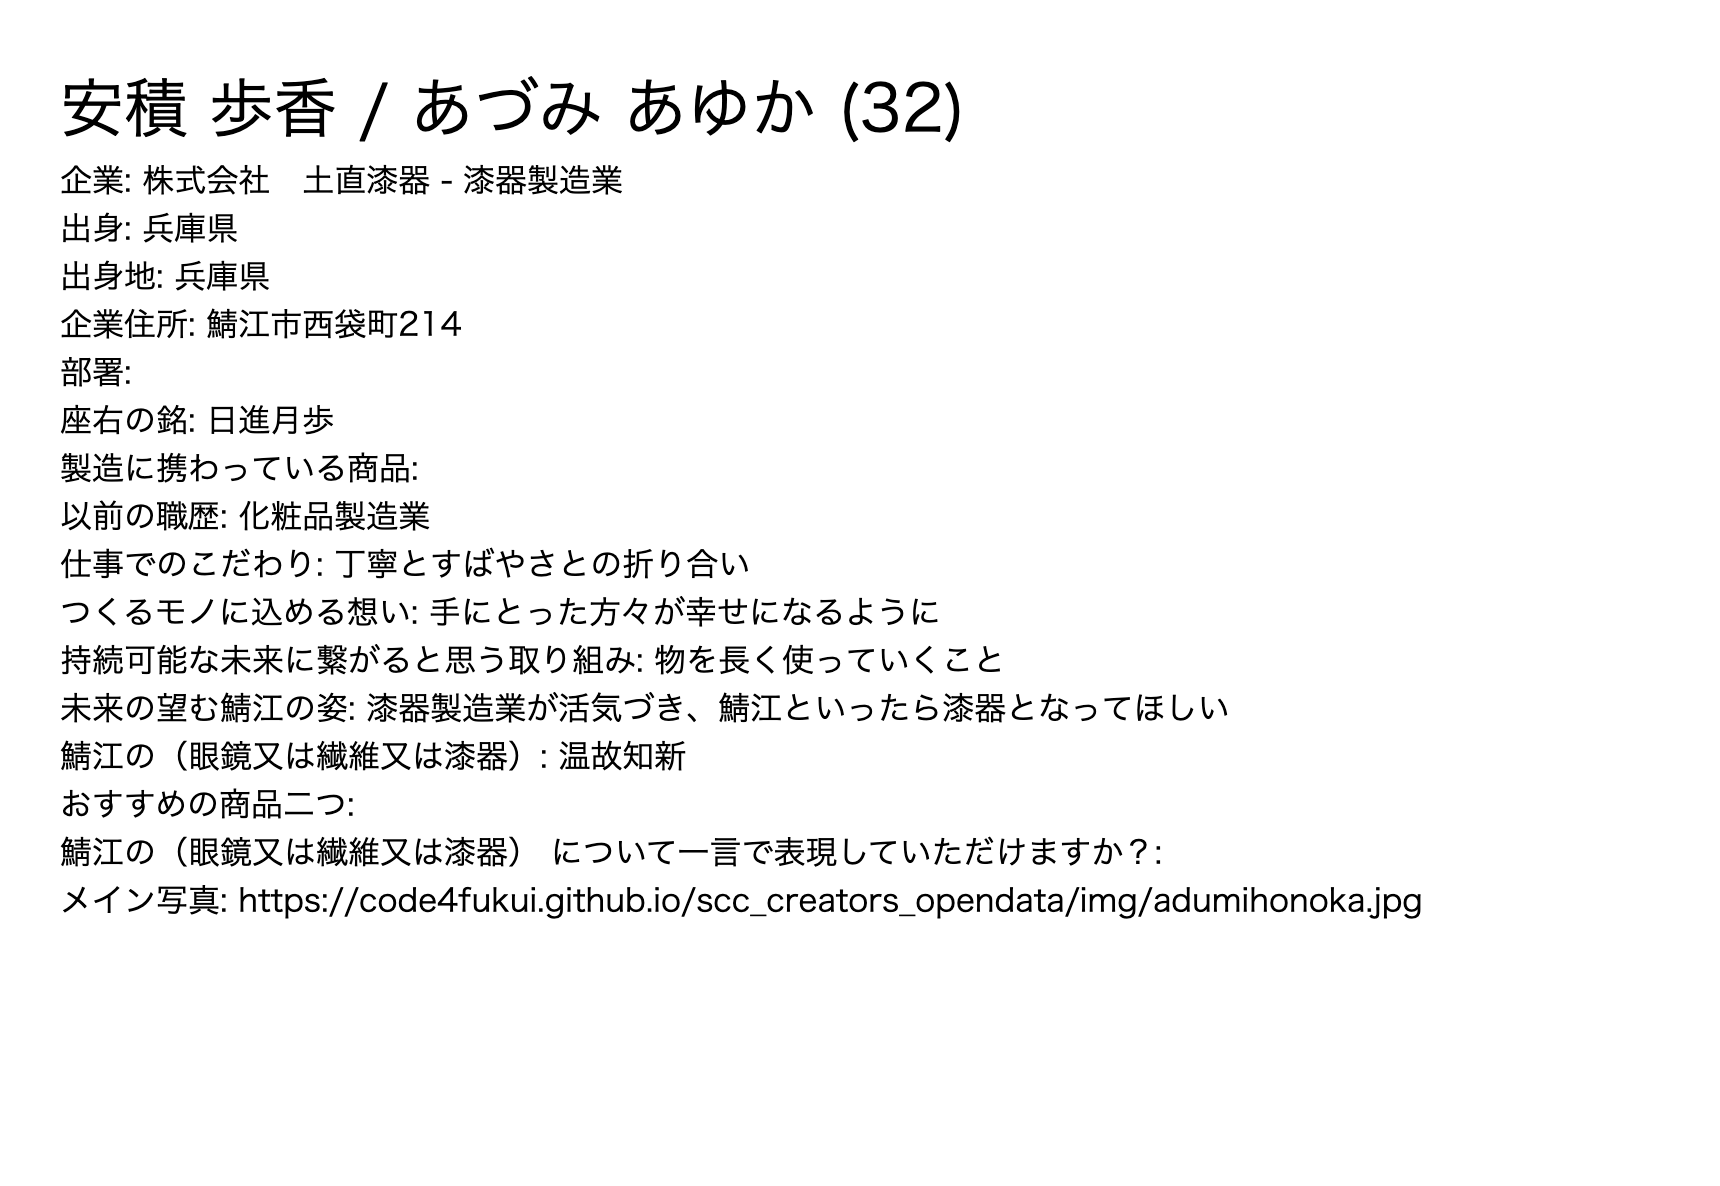 安積 歩香 / あづみ あゆか (32)
企業: 株式会社　土直漆器 - 漆器製造業
出身: 兵庫県
出身地: 兵庫県
企業住所: 鯖江市西袋町214
部署:
座右の銘: 日進月歩
製造に携わっている商品:
以前の職歴: 化粧品製造業
仕事でのこだわり: 丁寧とすばやさとの折り合い
つくるモノに込める想い: 手にとった方々が幸せになるように
持続可能な未来に繋がると思う取り組み: 物を長く使っていくこと
未来の望む鯖江の姿: 漆器製造業が活気づき、鯖江といったら漆器となってほしい
鯖江の（眼鏡又は繊維又は漆器）: 温故知新
おすすめの商品二つ:
鯖江の（眼鏡又は繊維又は漆器） について一言で表現していただけますか？:
メイン写真: https://code4fukui.github.io/scc_creators_opendata/img/adumihonoka.jpg